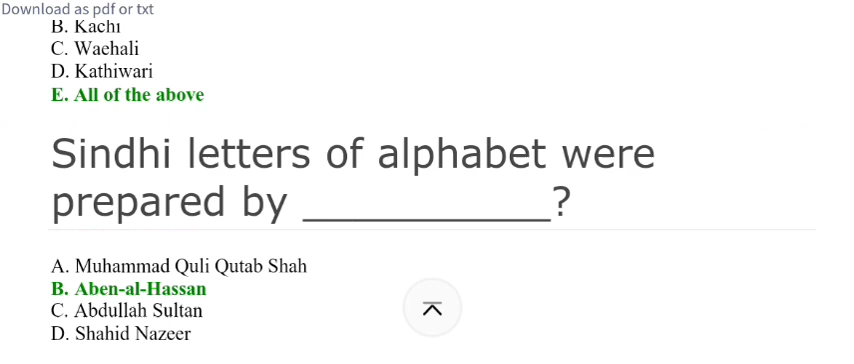 Download as pdf or txt
B. Kachi
C. Waehali
D. Kathiwari
E. All of the above
Sindhi letters of alphabet were
prepared by ___________?
A. Muhammad Quli Qutab Shah
B. Aben-al-Hassan
C. Abdullah Sultan
D. Shahid Nazeer